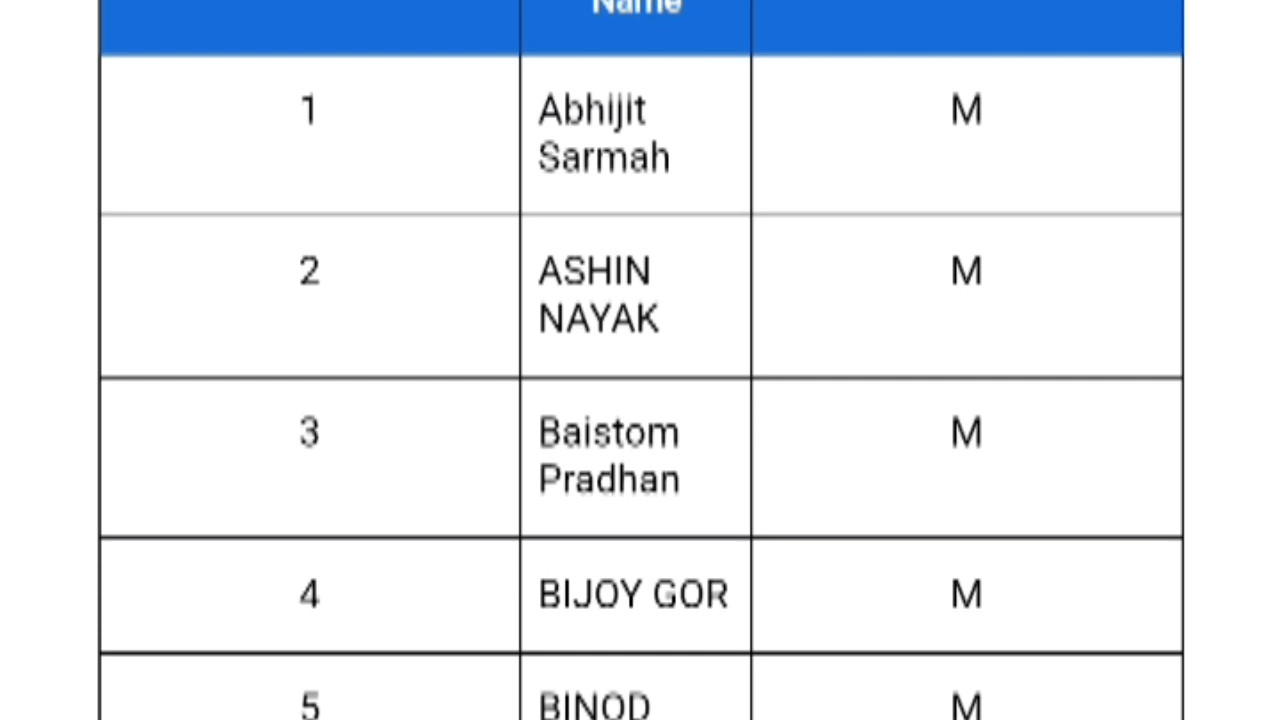 Name
1 Abhijit M
Sarmah
2 ASHIN M
NAYAK
3 Baistom M
Pradhan
4 BIJOY GOR M
5 BINOD M